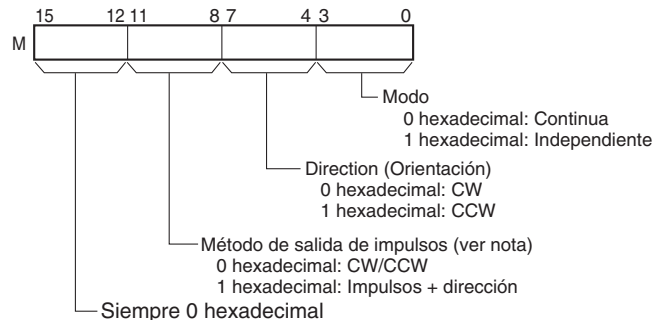 15 12 11 8 7 4 3 0
M
Modo
0 hexadecimal: Continua
1 hexadecimal: Independiente
Direction (Orientación)
0 hexadecimal: CW
1 hexadecimal: CCW
Método de salida de impulsos (ver nota)
0 hexadecimal: CW/CCW
1 hexadecimal: Impulsos + dirección
Siempre 0 hexadecimal